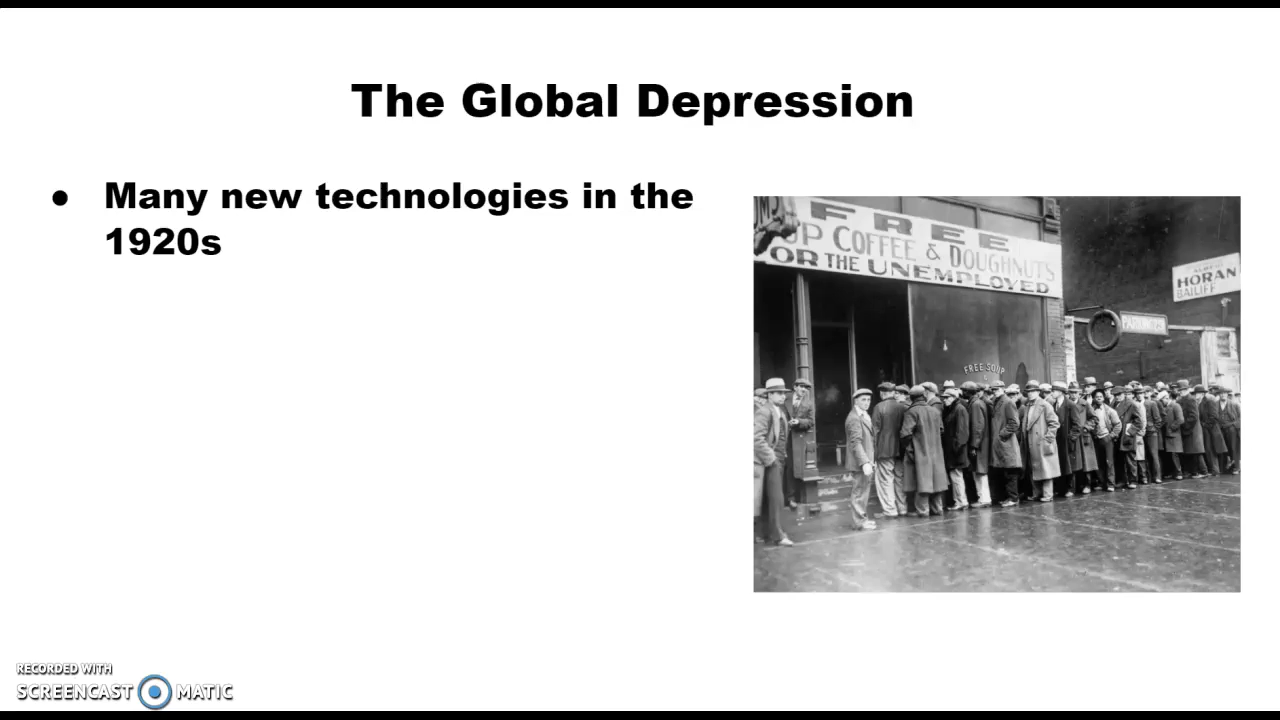 The Global Depression
● Many new technologies in the
1920s
FREE
UP COFFEE & DOUGHNUTS
OR THE UNEMPLOYED
HORAN
BAILIFF
FREE SOUP
RECORDED WITH
SCREENCAST MATIC